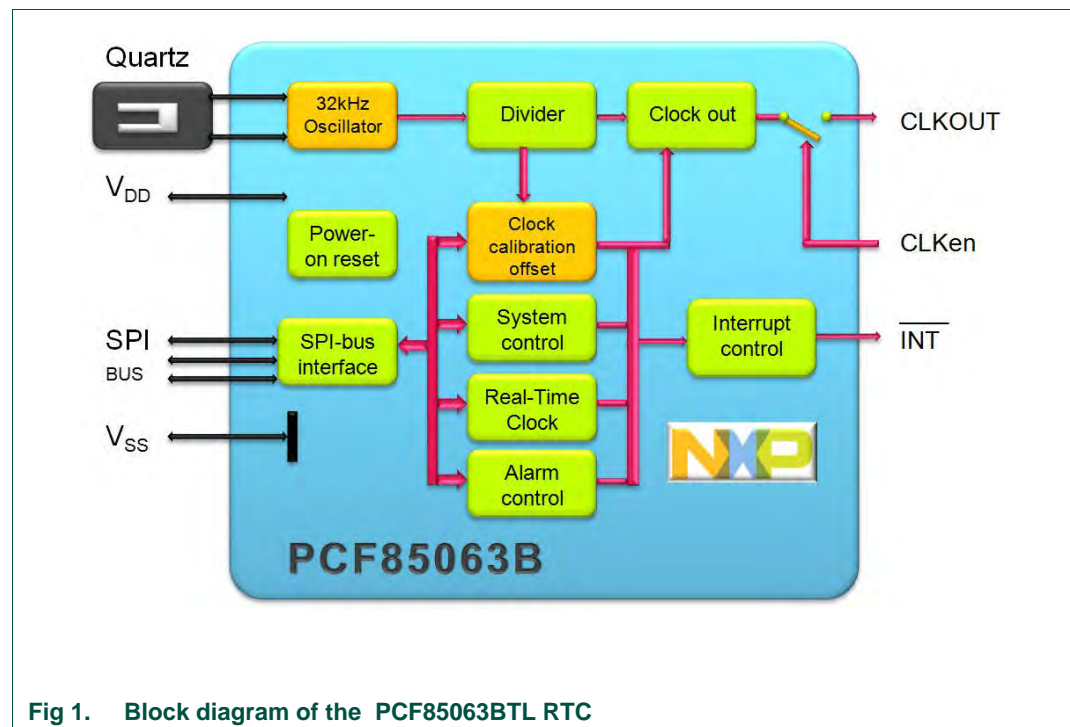 Quartz
32kHz
Oscillator
Divider
Clock out
CLKOUT
VDD
Power-
on reset
Clock
calibration
offset
CLKen
SPI
BUS
SPI-bus
interface
System
control
Interrupt
control
INT
Real-Time
Clock
VSS
Alarm
control
NXP
PCF85063B
Fig 1. Block diagram of the PCF85063BTL RTC